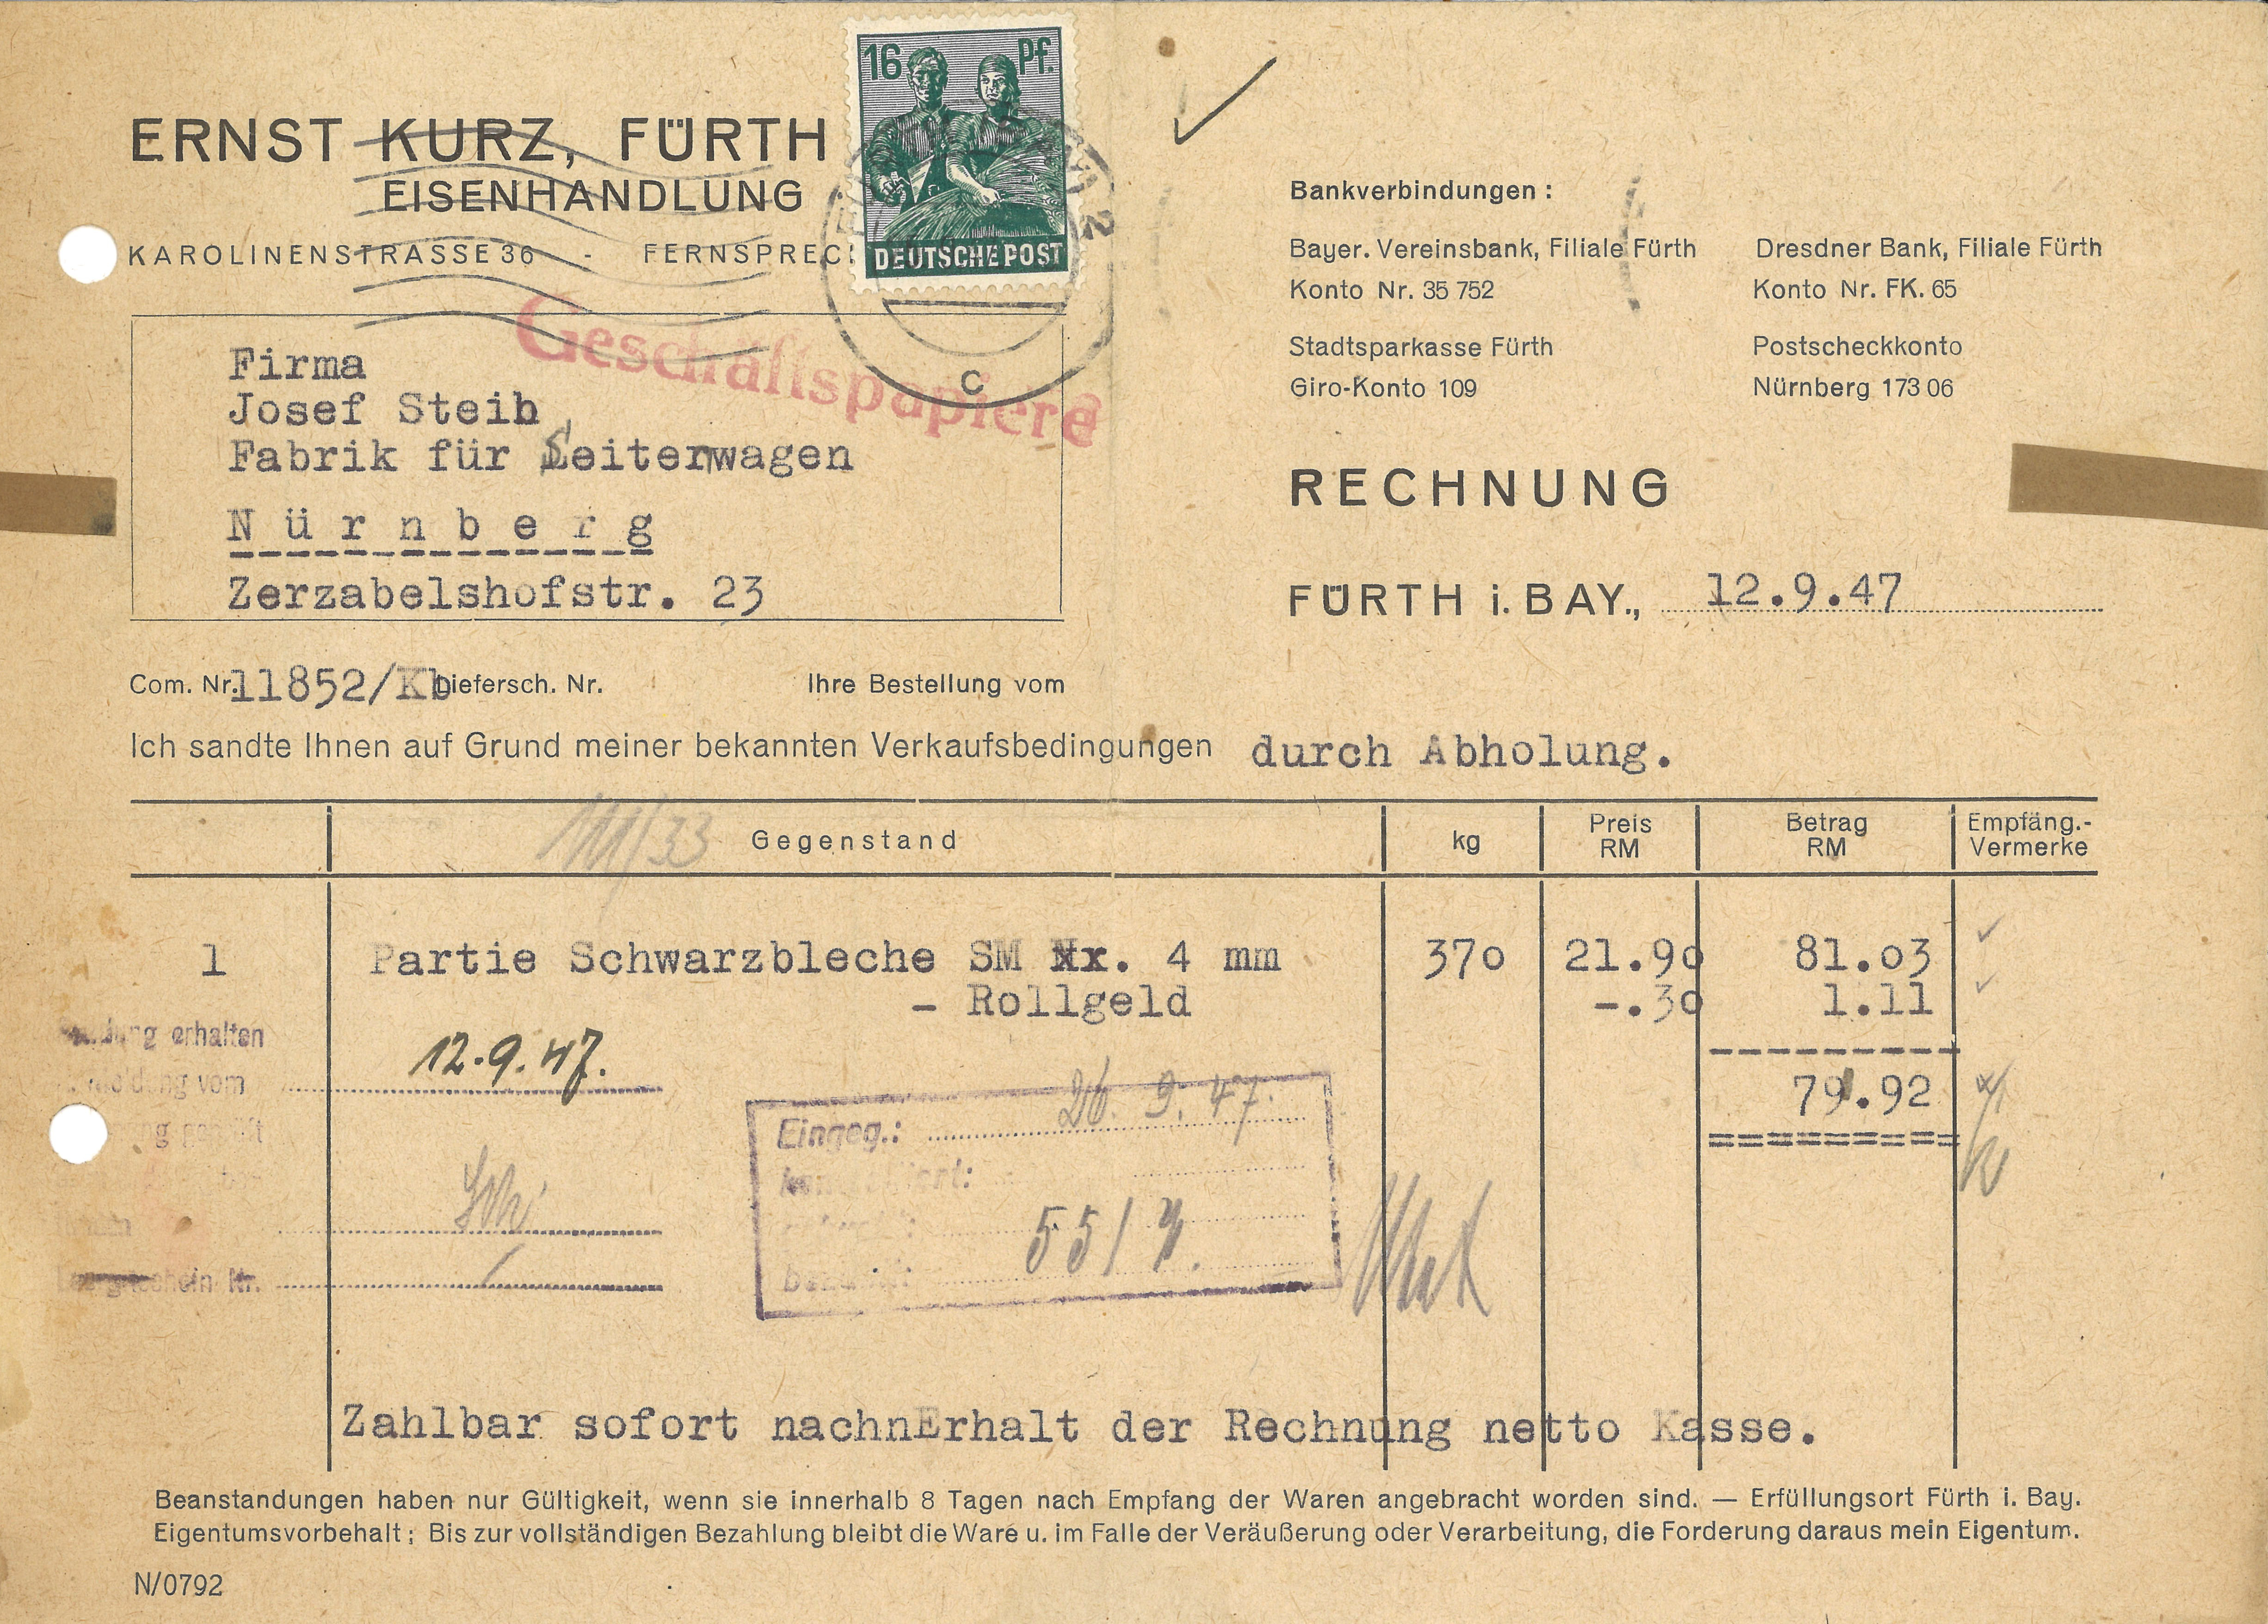 16 Pf.
DEUTSCHE POST
ERNST KURZ, FÜRTH
EISENHANDLUNG
KAROLINENSTRASSE 36 - FERNSPREC
Geschäftspapiere
C
2
Firma
Josef Steib
Fabrik für Seitenwagen
Nürnberg
Zerzabelshofstr. 23
Bankverbindungen:
Bayer. Vereinsbank, Filiale Fürth
Konto Nr. 35 752
Dresdner Bank, Filiale Fürth
Konto Nr. FK. 65
Stadtsparkasse Fürth
Giro-Konto 109
Postscheckkonto
Nürnberg 173 06
RECHNUNG
FÜRTH i. BAY., 12.9.47
Com. Nr. 11852/Kb Liefersch. Nr. Ihre Bestellung vom
Ich sandte Ihnen auf Grund meiner bekannten Verkaufsbedingungen durch Abholung.
Gegenstand kg Preis RM Betrag RM Empfäng.-Vermerke
1 Partie Schwarzbleche SM 4 mm 370 21.90 81.03
- Rollgeld -.30 1.11
79.92
erhalten
12.9.47.
vom
Eingeg.: 26. 9. 47.
55/
Nr.
Zahlbar sofort nachnErhalt der Rechnung netto Kasse.
Beanstandungen haben nur Gültigkeit, wenn sie innerhalb 8 Tagen nach Empfang der Waren angebracht worden sind. — Erfüllungsort Fürth i. Bay.
Eigentumsvorbehalt; Bis zur vollständigen Bezahlung bleibt die Ware u. im Falle der Veräußerung oder Verarbeitung, die Forderung daraus mein Eigentum.
N/0792